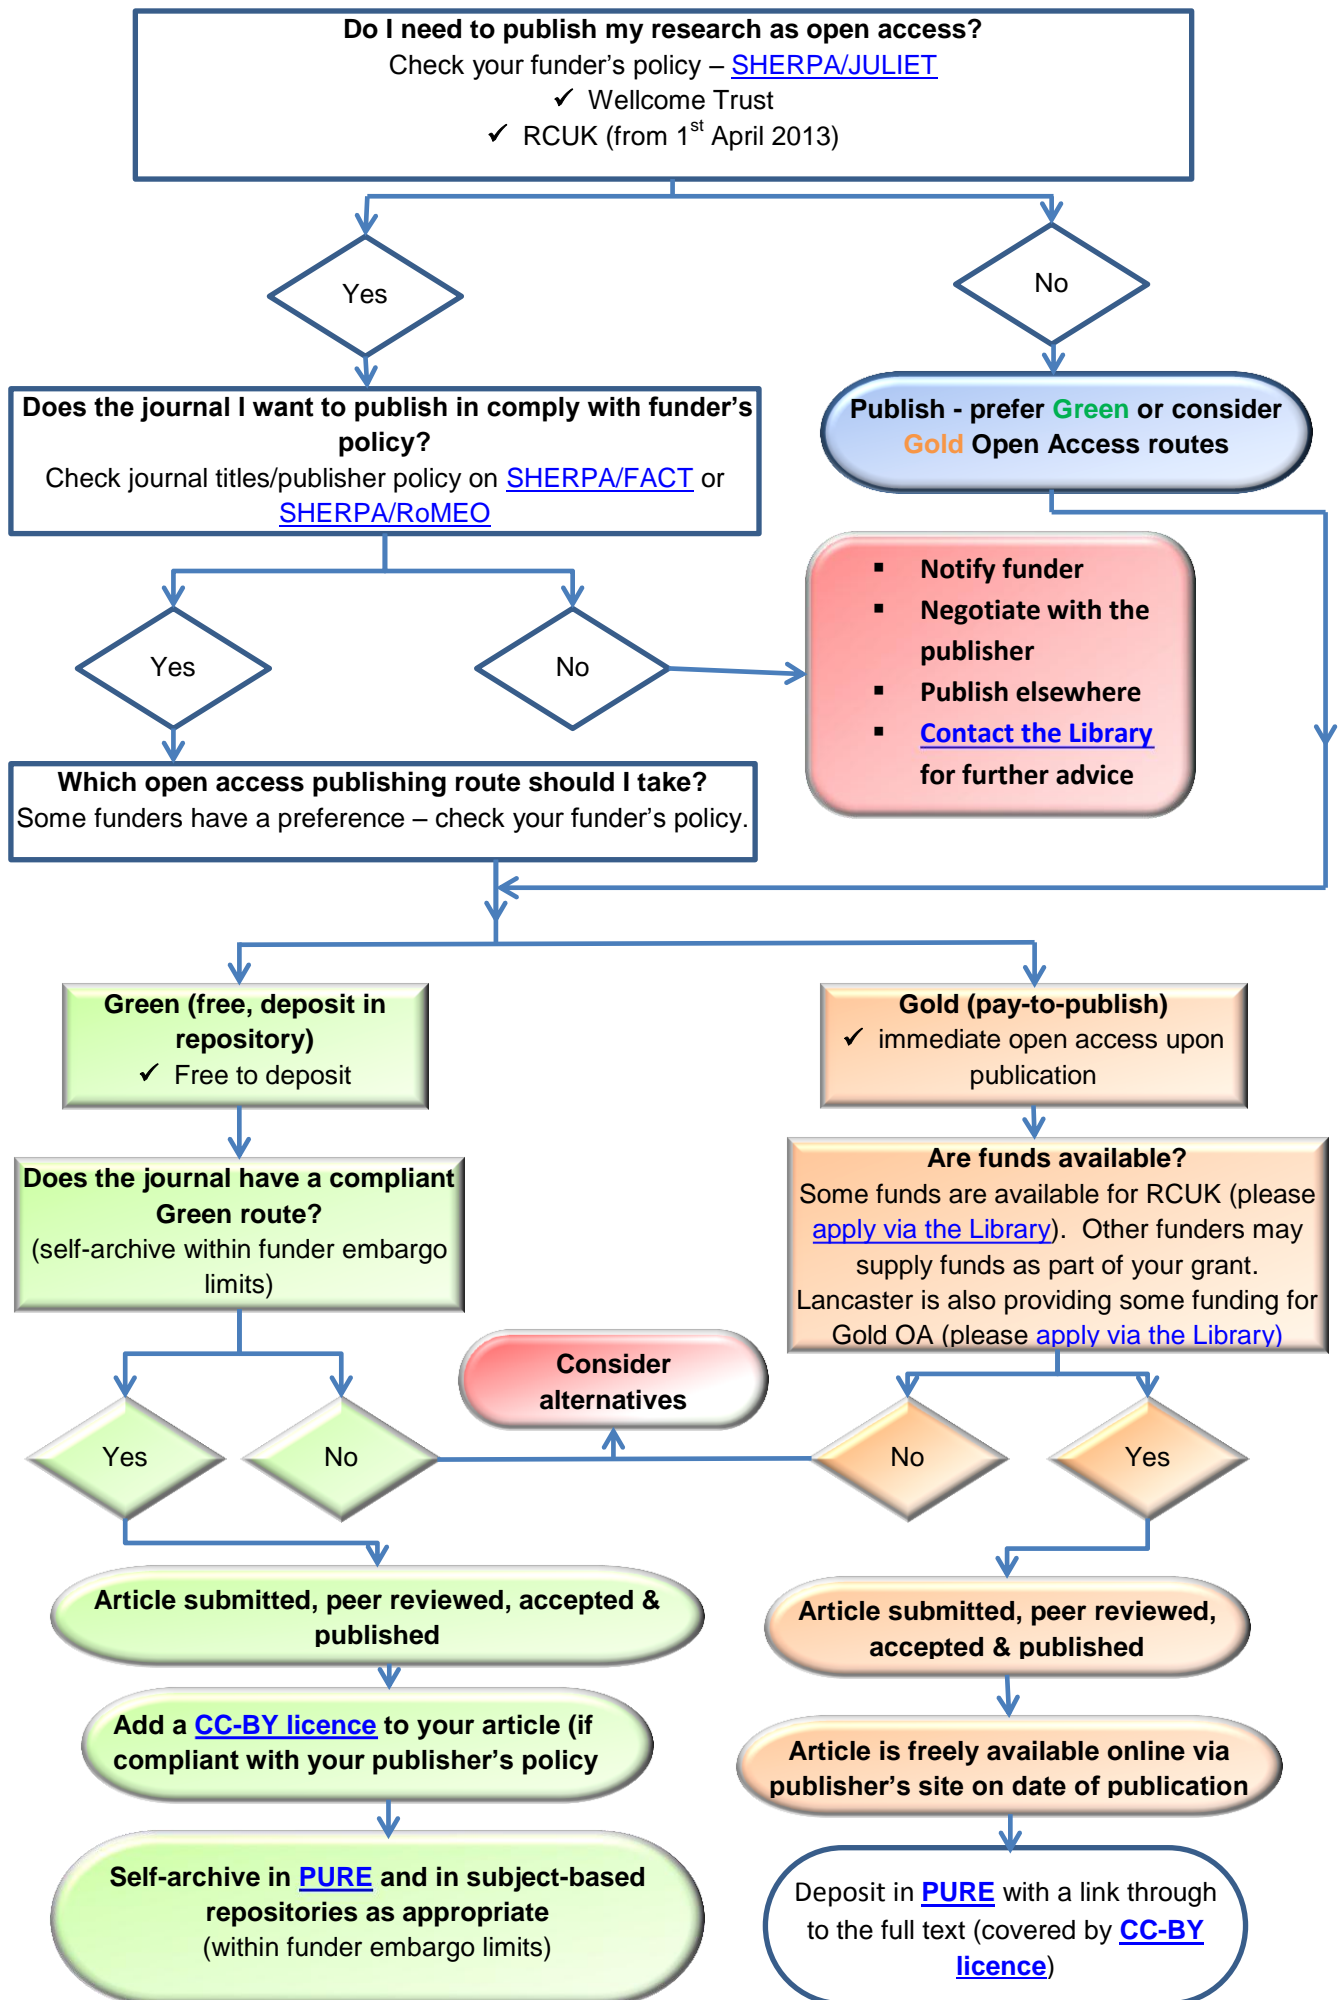 Do I need to publish my research as open access?
Check your funder's policy – SHERPA/JULIET
✓ Wellcome Trust
✓ RCUK (from 1st April 2013)
Yes
No
Does the journal I want to publish in comply with funder's
policy?
Check journal titles/publisher policy on SHERPA/FACT or
SHERPA/RoMEO
Publish - prefer Green or consider
Gold Open Access routes
Yes
No
▪ Notify funder
▪ Negotiate with the
publisher
▪ Publish elsewhere
▪ Contact the Library
for further advice
Which open access publishing route should I take?
Some funders have a preference – check your funder's policy.
Green (free, deposit in
repository)
✓ Free to deposit
Gold (pay-to-publish)
✓ immediate open access upon
publication
Does the journal have a compliant
Green route?
(self-archive within funder embargo
limits)
Are funds available?
Some funds are available for RCUK (please
apply via the Library). Other funders may
supply funds as part of your grant.
Lancaster is also providing some funding for
Gold OA (please apply via the Library)
Consider
alternatives
Yes
No
No
Yes
Article submitted, peer reviewed, accepted &
published
Add a CC-BY licence to your article (if
compliant with your publisher's policy
Self-archive in PURE and in subject-based
repositories as appropriate
(within funder embargo limits)
Article submitted, peer reviewed,
accepted & published
Article is freely available online via
publisher's site on date of publication
Deposit in PURE with a link through
to the full text (covered by CC-BY
licence)